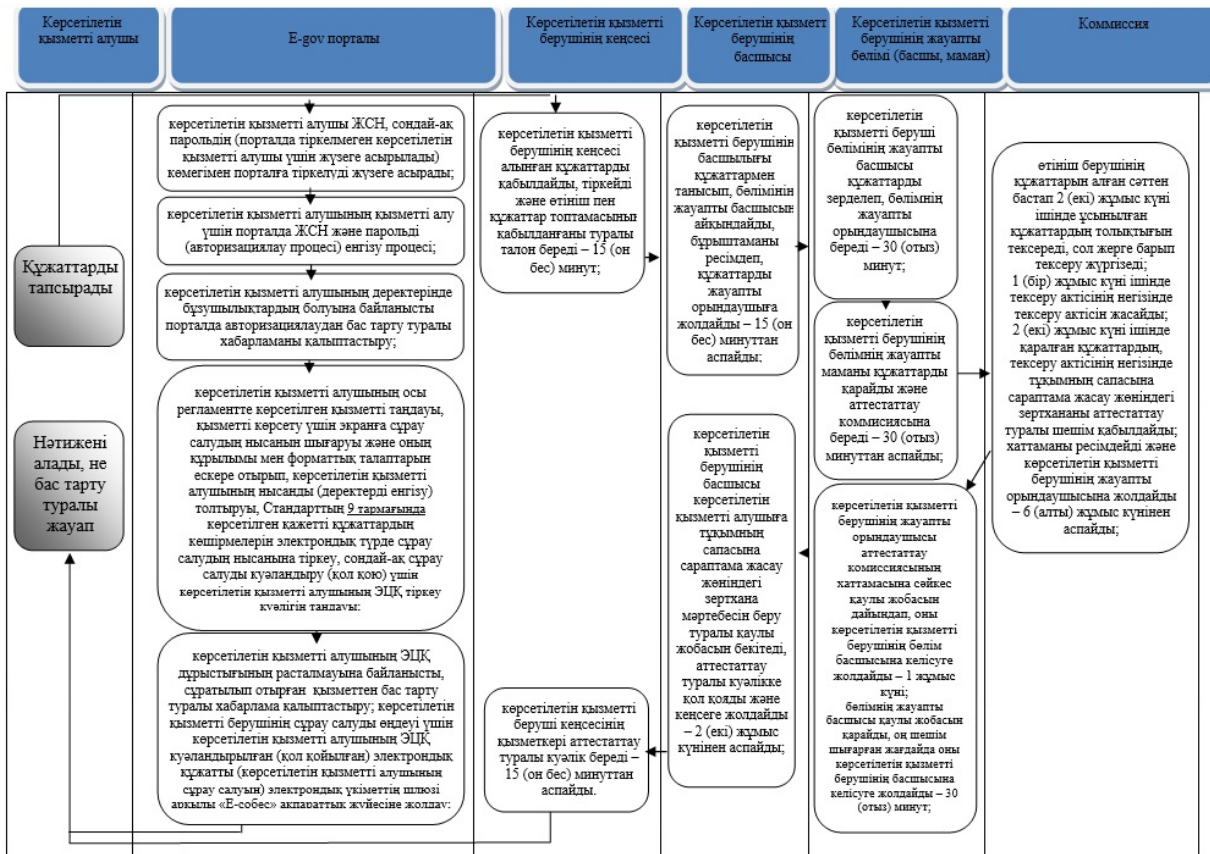 Көрсетілетін
қызметті алушы
E-gov порталы
Көрсетілетін қызметті
берушінің кеңсесі
Көрсетілетін қызметт
берушінің
басшысы
Көрсетілетін қызметті
берушінің жауапты
бөлімі (басшы, маман)
Коммиссия
Құжаттарды
тапсырады
Нәтижені
алады, не
бас тарту
туралы
жауап
көрсетілетін қызметті алушы ЖСН, сондай-ақ
парольдің (порталда тіркелмеген көрсетілетін
қызметті алушы үшін жүзеге асырылады)
көмегімен порталға тіркелуді жүзеге асырады;
көрсетілетін қызметті алушының қызметті алу
үшін порталда ЖСН және парольді
(авторизациялау процесі) енгізу процесі;
көрсетілетін қызметті алушының деректерінде
бұзушылықтардың болуына байланысты
порталда авторизациялаудан бас тарту туралы
хабарламаны қалыптастыру;
көрсетілетін қызметті алушының осы
регламентте көрсетілген қызметті таңдауы,
қызметті көрсету үшін экранға сұрау
салудың нысанын шығаруы және оның
құрылымы мен форматтық талаптарын
ескере отырып, көрсетілетін қызметті
алушының нысанды (деректерді енгізу)
толтыруы, Стандарттың 9 тармағында
көрсетілген қажетті құжаттардың
көшірмелерін электрондық түрде сұрау
салудың нысанына тіркеу, сондай-ақ сұрау
салуды куәландыру (қол қою) үшін
көрсетілетін қызметті алушының ЭЦҚ тіркеу
куәлігін таңдауы;
көрсетілетін қызметті алушының ЭЦҚ
дұрыстығының расталмауына байланысты,
сұратылып отырған қызметтен бас тарту
туралы хабарлама қалыптастыру; көрсетілетін
қызметті берушінің сұрау салуды өңдеуі үшін
көрсетілетін қызметті алушының ЭЦҚ
куәландырылған (қол қойылған) электрондық
құжатты (көрсетілетін қызметті алушының
сұрау салуын) электрондық үкіметтің шлюзі
арқылы «Е-собес» ақпараттық жүйесіне жолдау;
көрсетілетін қызметті
берушінің кеңсесі
алынған құжаттарды
қабылдайды, тіркейді
және өтініш пен
құжаттар топтамасының
қабылданғаны туралы
талон береді – 15 (он
бес) минут;
көрсетілетін қызметті
беруші кеңсесінің
қызметкері аттестаттау
туралы куәлік береді –
15 (он бес) минуттан
аспайды.
көрсетілетін
қызметті берушінің
басшылығы
құжаттармен
танысып, бөлімінің
жауапты басшысын
айқындайды,
бұрыштаманы
ресімдеп,
құжаттарды
жауапты
орындаушыға
жолдайды – 15 (он
бес) минуттан
аспайды;
көрсетілетін
қызметті
берушінің
басшысы
көрсетілетін
қызметті алушыға
тұқымның
сапасына
сараптама жасау
жөніндегі
зертхана
мәртебесін беру
туралы қаулы
жобасын бекітеді,
аттестаттау
туралы куәлікке
қол қояды және
кеңсеге жолдайды
– 2 (екі) жұмыс
күнінен аспайды;
көрсетілетін
қызметті беруші
бөлімінің жауапты
басшысы
құжаттарды
зерделеп, бөлімнің
жауапты
орындаушысына
береді – 30 (отыз)
минут;
көрсетілетін
қызметті берушінің
бөлімнің жауапты
маманы құжаттарды
қарайды және
аттестаттау
коммисиясына
береді – 30 (отыз)
минуттан аспайды;
көрсетілетін қызметті
берушінің жауапты
орындаушысы
аттестаттау
комиссиясының
хаттамасына сәйкес
қаулы жобасын
дайындап, оны
көрсетілетін қызметті
берушінің бөлім
басшысына келісуге
жолдайды – 1 жұмыс
күні;
бөлімнің жауапты
басшысы қаулы жобасын
қарайды, оң шешім
шығарған жағдайда оны
көрсетілетін қызметті
берушінің басшысына
келісуге жолдайды – 30
(отыз) минут;
өтініш берушінің
құжаттарын алған сәттен
бастап 2 (екі) жұмыс күні
ішінде ұсынылған
құжаттардың толықтығын
тексереді, сол жерге барып
тексеру жүргізеді;
1 (бір) жұмыс күні ішінде
тексеру актісінің негізінде
тексеру актісін жасайды;
2 (екі) жұмыс күні ішінде
қаралған құжаттардың,
тексеру актісінің негізінде
тұқымның сапасына
сараптама жасау жөніндегі
зертхананы аттестаттау
туралы шешім қабылдайды;
хаттаманы ресімдейді және
көрсетілетін қызметті
берушінің жауапты
орындаушысына жолдайды
– 6 (алты) жұмыс күнінен
аспайды;